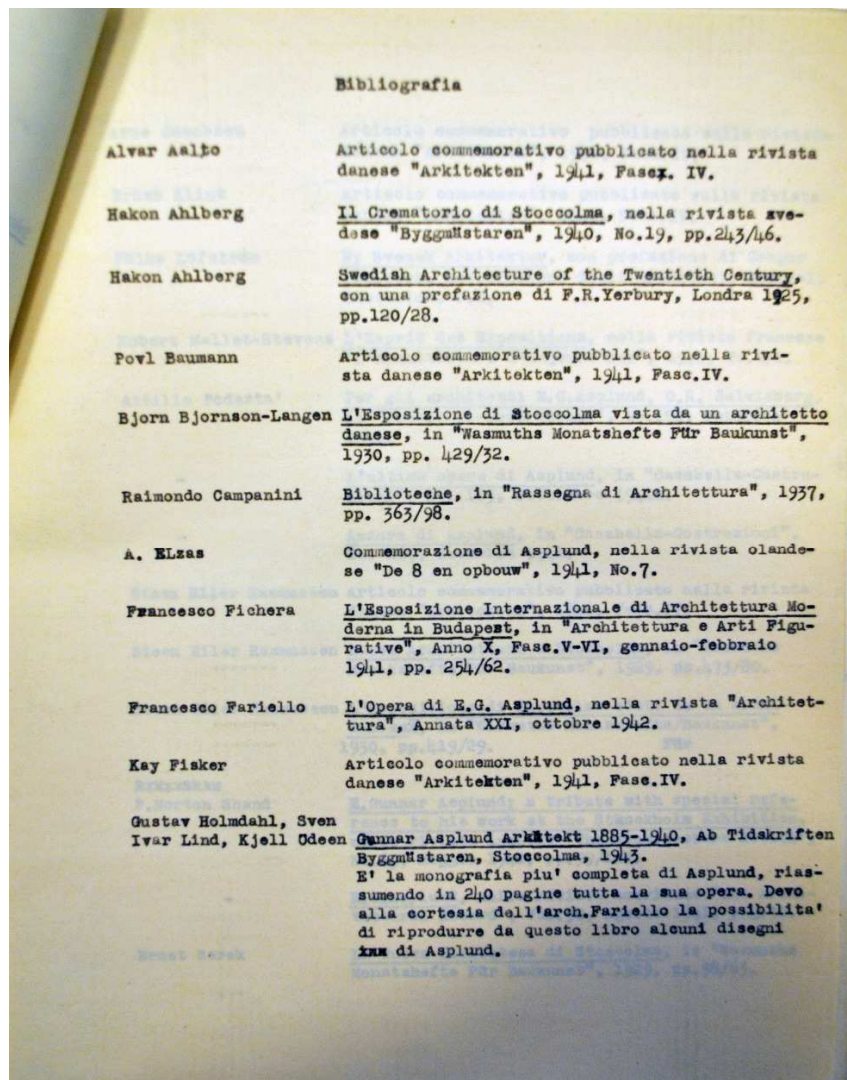 Bibliografia
Alvar Aalto Articolo commemorativo pubblicato nella rivista
danese "Arkitekten", 1941, Fasc. IV.
Hakon Ahlberg Il Crematorio di Stoccolma, nella rivista sve-
dese "Byggmästaren", 1940, No.19, pp.243/46.
Hakon Ahlberg Swedish Architecture of the Twentieth Century,
con una prefazione di F.R.Yerbury, Londra 1925,
pp.120/28.
Povl Baumann Articolo commemorativo pubblicato nella rivi-
sta danese "Arkitekten", 1941, Fasc.IV.
Bjorn Bjornson-Langen L'Esposizione di Stoccolma vista da un architetto
danese, in "Wasmuths Monatshefte Für Baukunst",
1930, pp. 429/32.
Raimondo Campanini Biblioteche, in "Rassegna di Architettura", 1937,
pp. 363/98.
A. ELzas Commemorazione di Asplund, nella rivista olande-
se "De 8 en opbouw", 1941, No.7.
Francesco Fichera L'Esposizione Internazionale di Architettura Mo-
derna in Budapest, in "Architettura e Arti Figu-
rative", Anno X, Fasc.V-VI, gennaio-febbraio
1941, pp. 254/62.
Francesco Fariello L'Opera di E.G. Asplund, nella rivista "Architet-
tura", Annata XXI, ottobre 1942.
Kay Fisker Articolo commemorativo pubblicato nella rivista
danese "Arkitekten", 1941, Fasc.IV.
Gustav Holmdahl, Sven
Ivar Lind, Kjell Odeen Gunnar Asplund Arkitekt 1885-1940, Ab Tidskriften
Byggmästaren, Stoccolma, 1943.
E' la monografia piu' completa di Asplund, rias-
sumendo in 240 pagine tutta la sua opera. Devo
alla cortesia dell'arch.Fariello la possibilita'
di riprodurre da questo libro alcuni disegni
di Asplund.